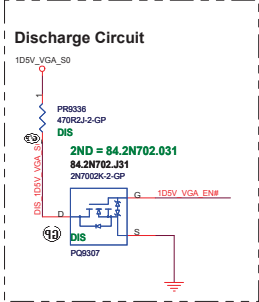 Discharge Circuit
1D5V_VGA_S0
1
PR9336
470R2J-2-GP
DIS
2ND = 84.2N702.031
84.2N702.J31
2N7002K-2-GP
DIS_1D5V_VGA_S0
G
1D5V_VGA_EN#
D
S
DIS
PQ9307